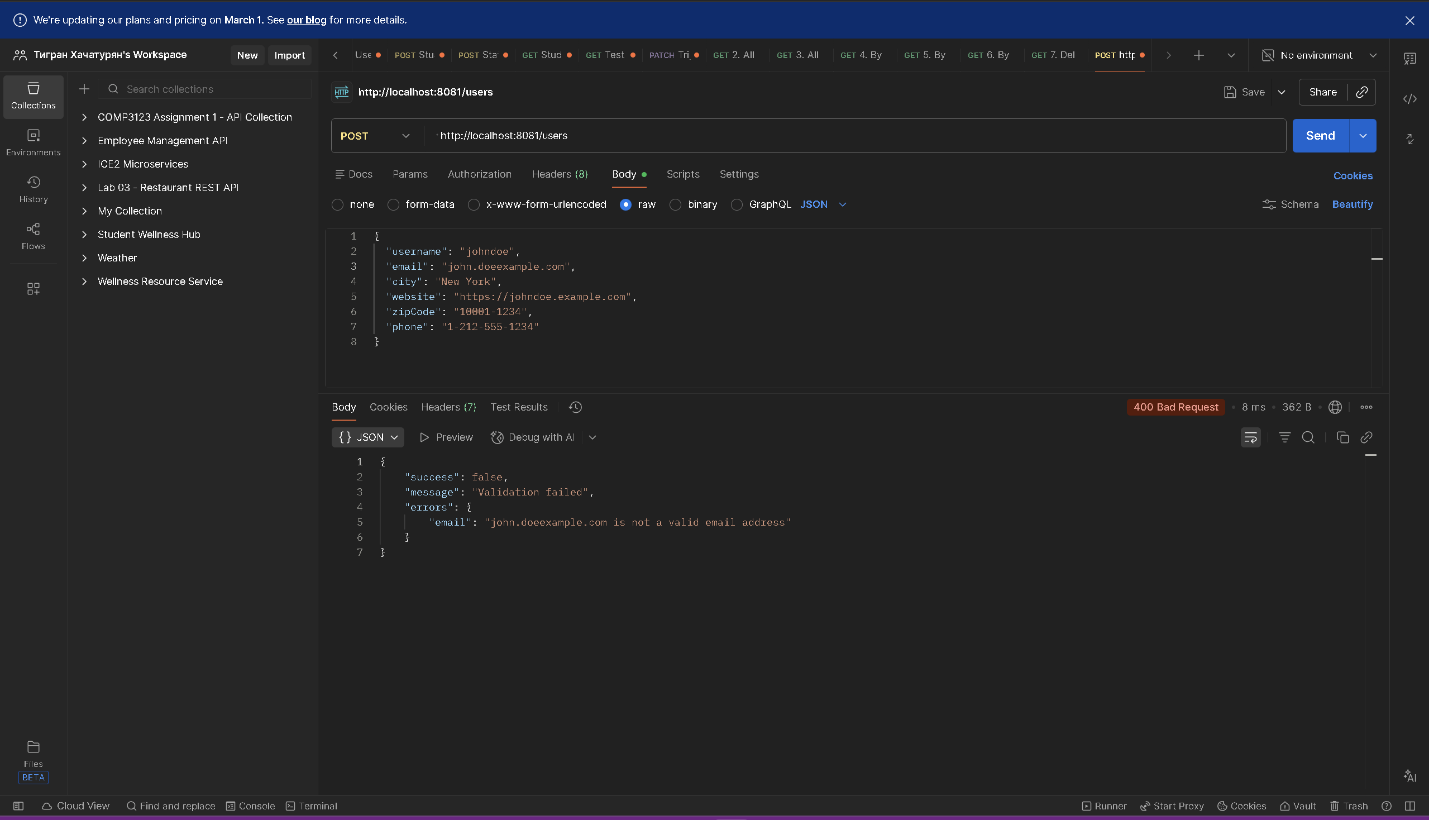 We're updating our plans and pricing on March 1. See our blog for more details.
Тигран Хачатурян's Workspace
New
Import
Use
POST Stu
POST Sta
GET Stud
GET Test
PATCH Tri
GET 2. All
GET 3. All
GET 4. By
GET 5. By
GET 6. By
GET 7. Del
POST http
No environment
Collections
Environments
History
Flows
Files
BETA
Search collections
COMP3123 Assignment 1 - API Collection
Employee Management API
ICE2 Microservices
Lab 03 - Restaurant REST API
My Collection
Student Wellness Hub
Weather
Wellness Resource Service
HTTP http://localhost:8081/users
Save
Share
POST
http://localhost:8081/users
Send
Docs Params Authorization Headers (8) Body Scripts Settings
Cookies
none form-data x-www-form-urlencoded raw binary GraphQL JSON
Schema Beautify
1 {
2 "username": "johndoe",
3 "email": "john.doeexample.com",
4 "city": "New York",
5 "website": "https://johndoe.example.com",
6 "zipCode": "10001-1234",
7 "phone": "1-212-555-1234"
8 }
Body Cookies Headers (7) Test Results
400 Bad Request • 8 ms • 362 B
{} JSON Preview Debug with AI
1 {
2 "success": false,
3 "message": "Validation failed",
4 "errors": {
5 "email": "john.doeexample.com is not a valid email address"
6 }
7 }
AI
Cloud View Find and replace Console Terminal
Runner Start Proxy Cookies Vault Trash